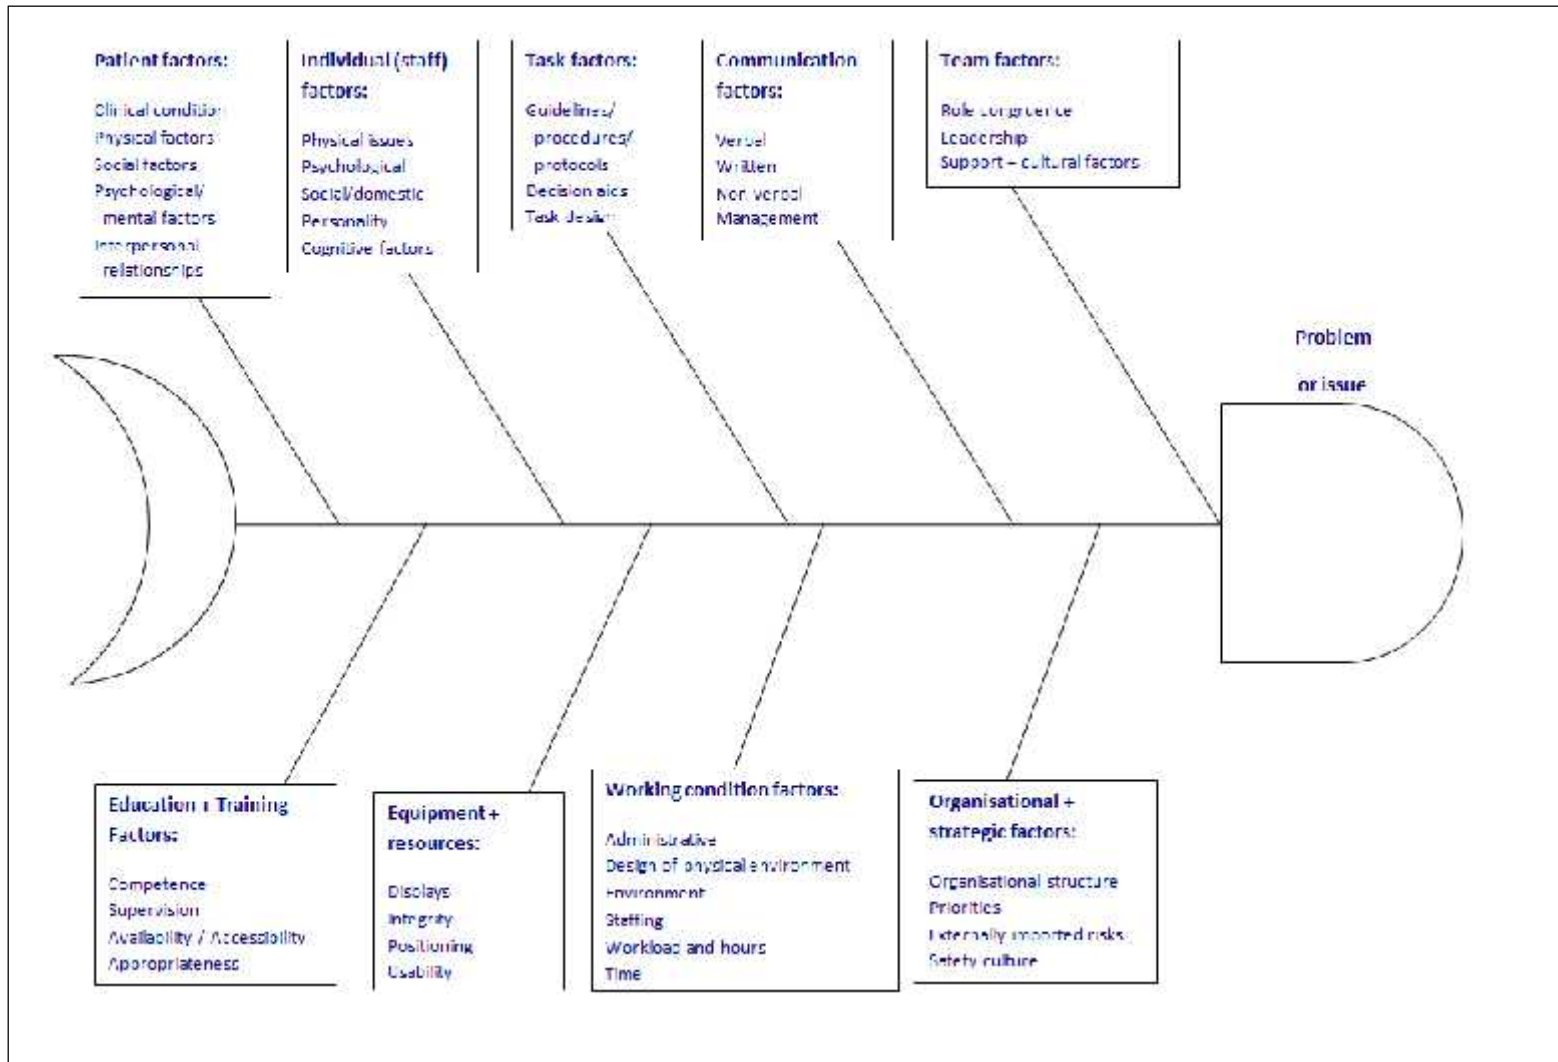 Patient factors:
Clinical condition
Physical factors
Social factors
Psychological/
mental factors
Interpersonal
relationships
Individual (staff)
factors:
Physical issues
Psychological
Social/domestic
Personality
Cognitive factors
Task factors:
Guidelines/
procedures/
protocols
Decision aids
Task design
Communication
factors:
Verbal
Written
Non verbal
Management
Team factors:
Role congruence
Leadership
Support + cultural factors
Problem
or issue
Education + Training
Factors:
Competence
Supervision
Availability / Accessibility
Appropriateness
Equipment +
resources:
Displays
Integrity
Positioning
Usability
Working condition factors:
Administrative
Design of physical environment
Environment
Staffing
Workload and hours
Time
Organisational +
strategic factors:
Organisational structure
Priorities
Externally imported risks
Safety culture